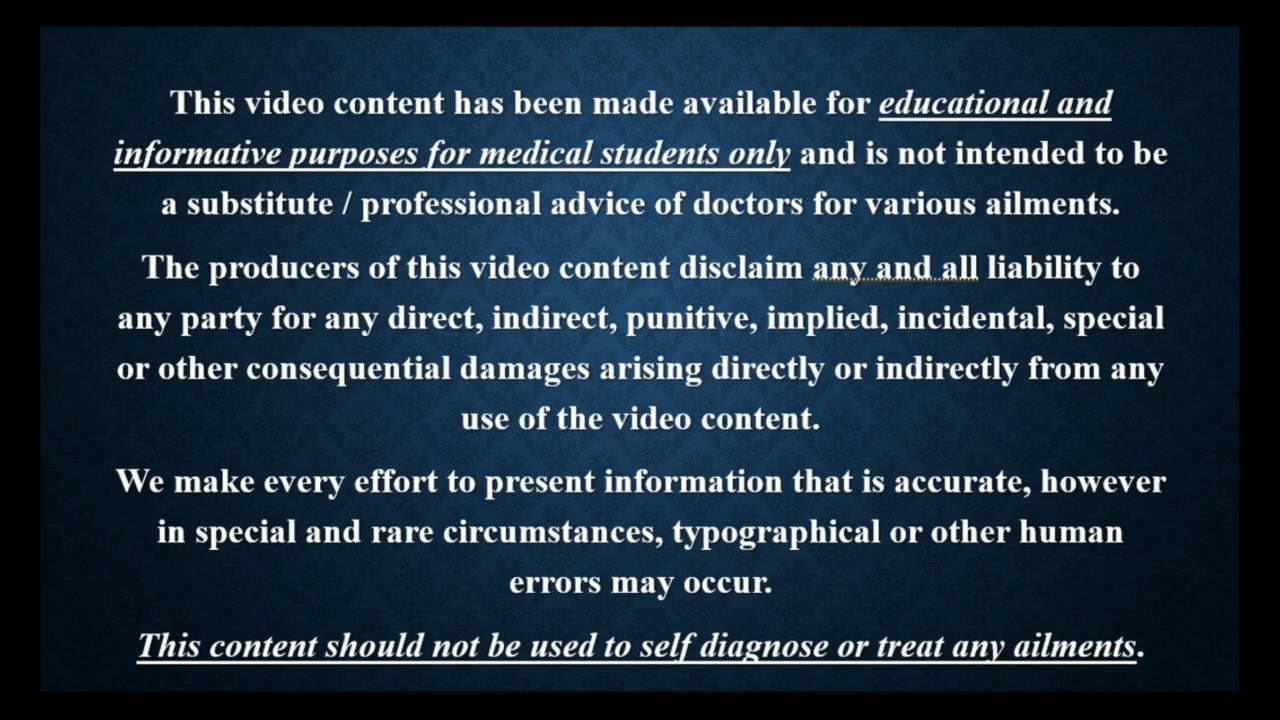 This video content has been made available for educational and
informative purposes for medical students only and is not intended to be
a substitute / professional advice of doctors for various ailments.
The producers of this video content disclaim any and all liability to
any party for any direct, indirect, punitive, implied, incidental, special
or other consequential damages arising directly or indirectly from any
use of the video content.
We make every effort to present information that is accurate, however
in special and rare circumstances, typographical or other human
errors may occur.
This content should not be used to self diagnose or treat any ailments.